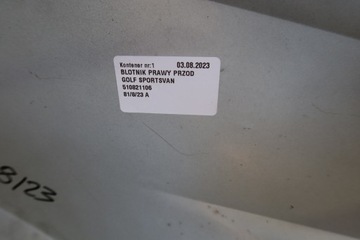 Kontener nr:1 03.08.2023
BLOTNIK PRAWY PRZOD
GOLF SPORTSVAN
510821106
81/8/23 A
8123